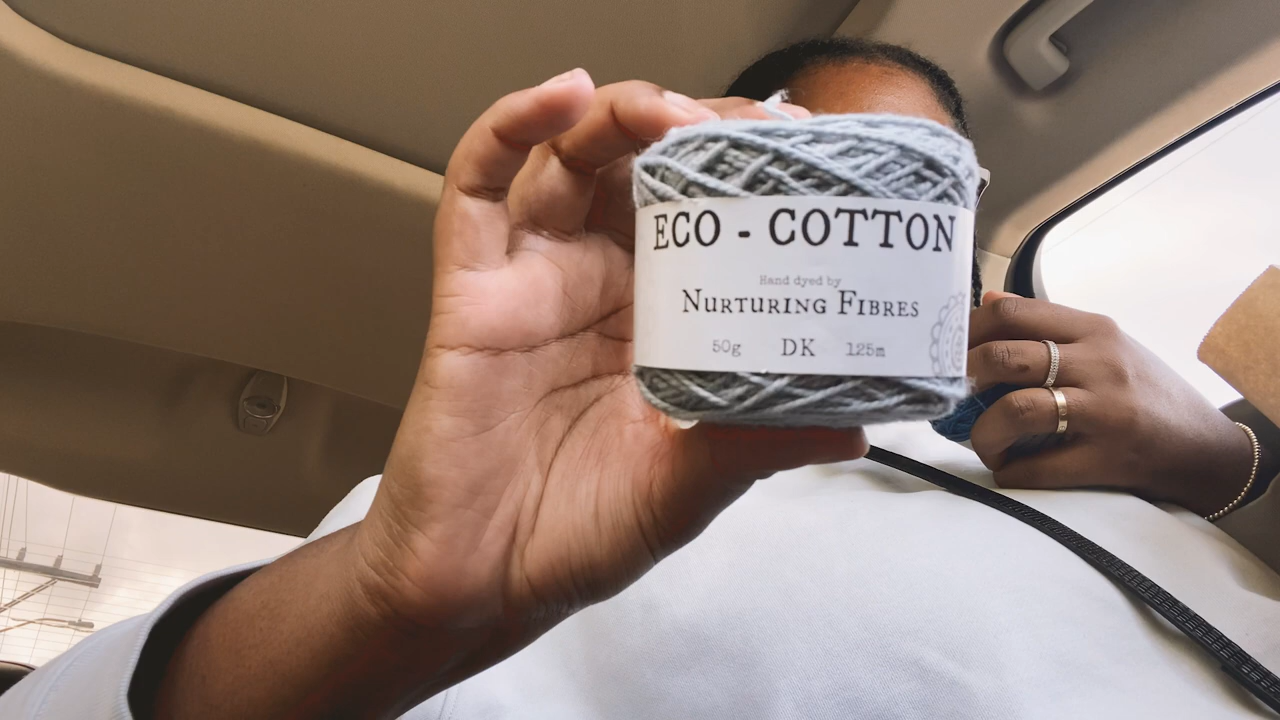 ECO - COTTON
Hand dyed by
NURTURING FIBRES
50g DK 125m